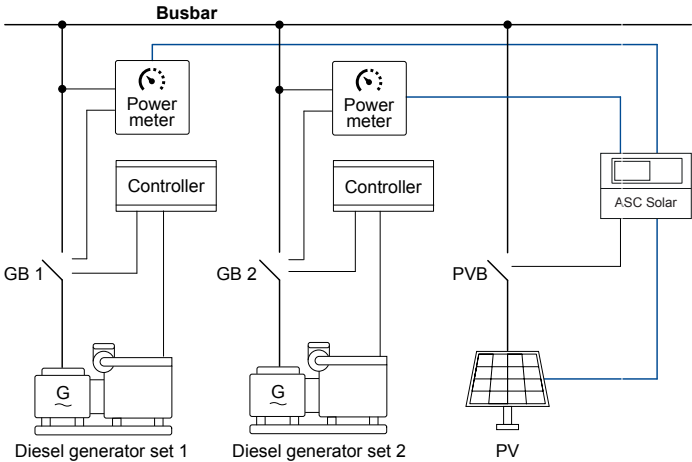 Busbar
Power
meter
Power
meter
Controller
Controller
ASC Solar
GB 1
GB 2
PVB
G
G
Diesel generator set 1
Diesel generator set 2
PV